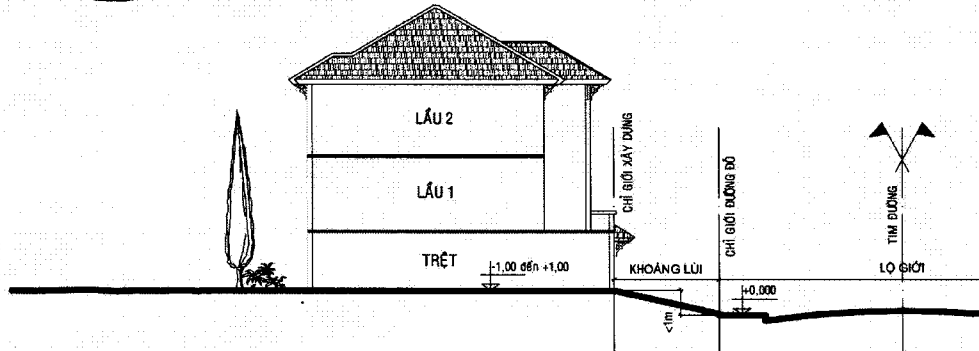 LẦU 2
LẦU 1
TRỆT
-1,00 đến +1,00
CHỈ GIỚI XÂY DỰNG
KHOẢNG LÙI
<1m
CHỈ GIỚI ĐƯỜNG ĐỎ
+0,000
TIM ĐƯỜNG
LỘ GIỚI